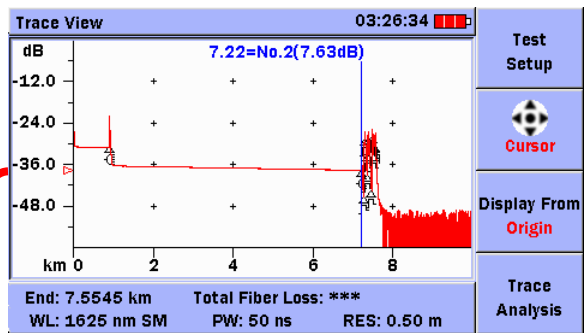 Trace View 03:26:34
dB 7.22=No.2(7.63dB)
-12.0
-24.0
-36.0
-48.0
km 0 2 4 6 8
End: 7.5545 km Total Fiber Loss: ***
WL: 1625 nm SM PW: 50 ns RES: 0.50 m
Test
Setup
Cursor
Display From
Origin
Trace
Analysis